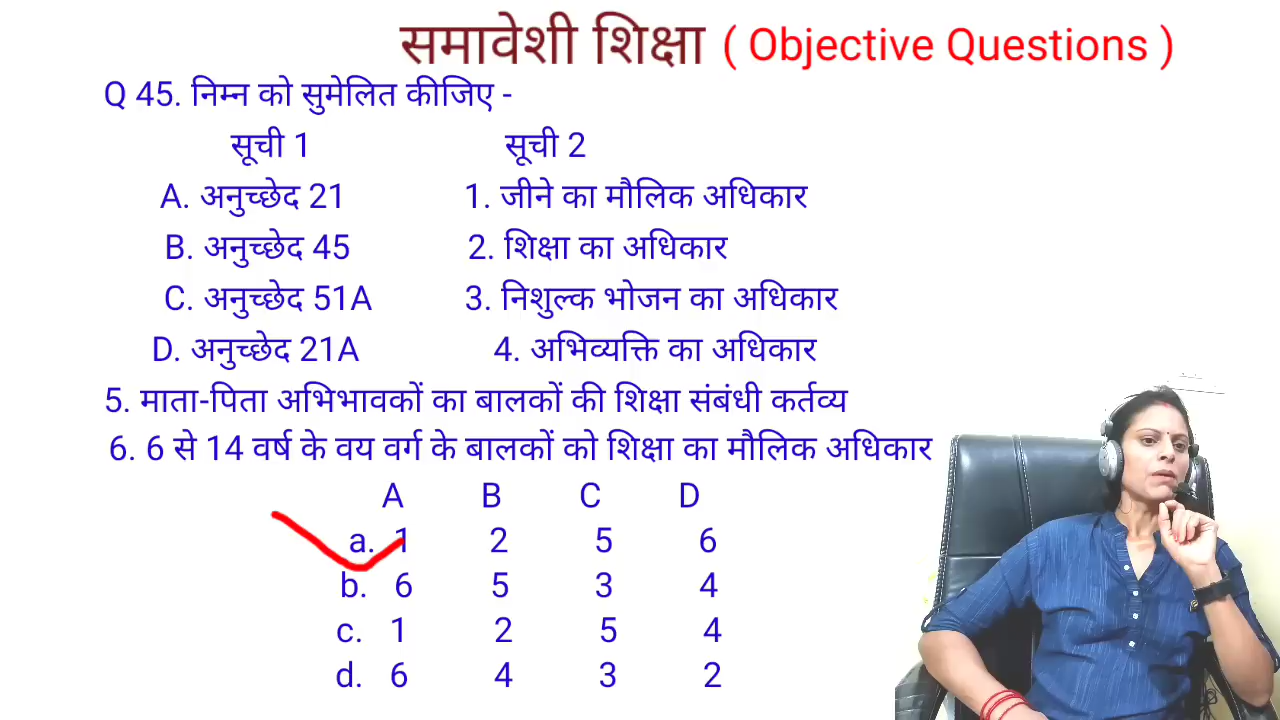 समावेशी शिक्षा ( Objective Questions )
Q 45. निम्न को सुमेलित कीजिए -
सूची 1 सूची 2
A. अनुच्छेद 21 1. जीने का मौलिक अधिकार
B. अनुच्छेद 45 2. शिक्षा का अधिकार
C. अनुच्छेद 51A 3. निशुल्क भोजन का अधिकार
D. अनुच्छेद 21A 4. अभिव्यक्ति का अधिकार
5. माता-पिता अभिभावकों का बालकों की शिक्षा संबंधी कर्तव्य
6. 6 से 14 वर्ष के वय वर्ग के बालकों को शिक्षा का मौलिक अधिकार
A B C D
a. 1 2 5 6
b. 6 5 3 4
c. 1 2 5 4
d. 6 4 3 2